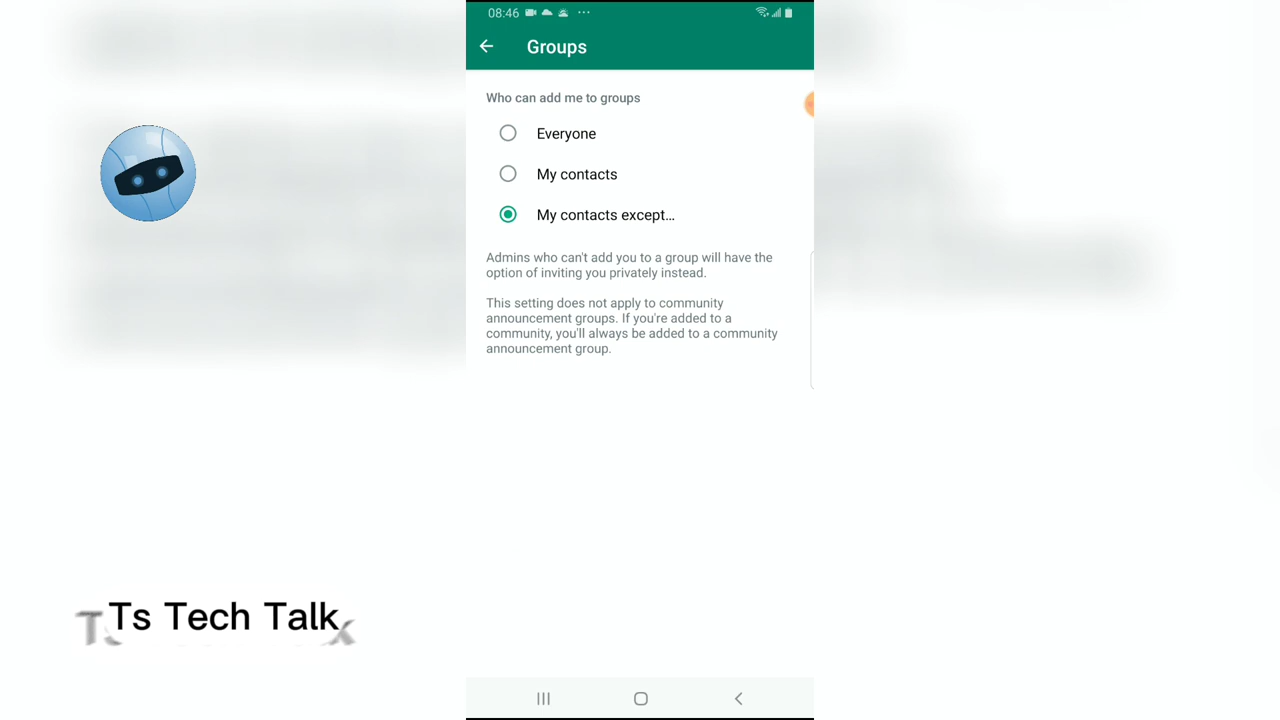 08:46
Groups
Who can add me to groups
Everyone
My contacts
My contacts except...
Admins who can't add you to a group will have the
option of inviting you privately instead.
This setting does not apply to community
announcement groups. If you're added to a
community, you'll always be added to a community
announcement group.
Ts Tech Talk